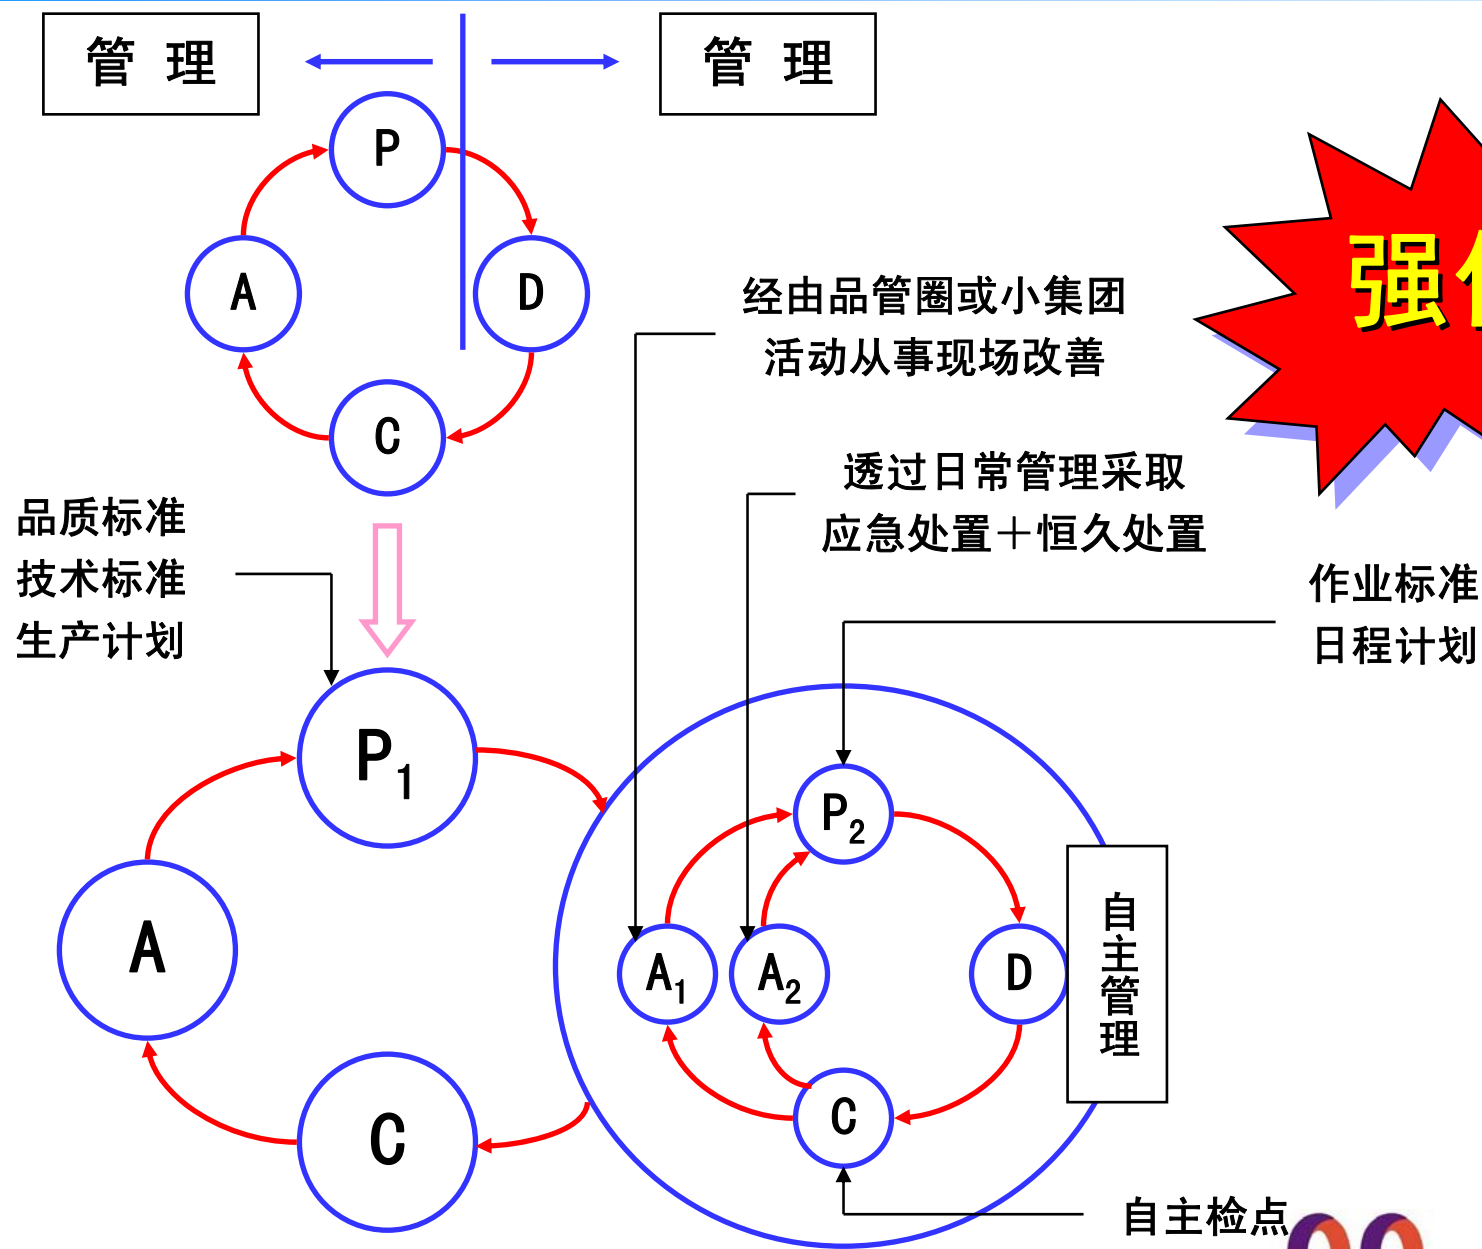 管 理
管 理
P
A
D
C
强
经由品管圈或小集团
活动从事现场改善
透过日常管理采取
应急处置＋恒久处置
品质标准
技术标准
生产计划
作业标准
日程计划
P1
P2
A
A1
A2
D
自主管理
C
C
自主检点